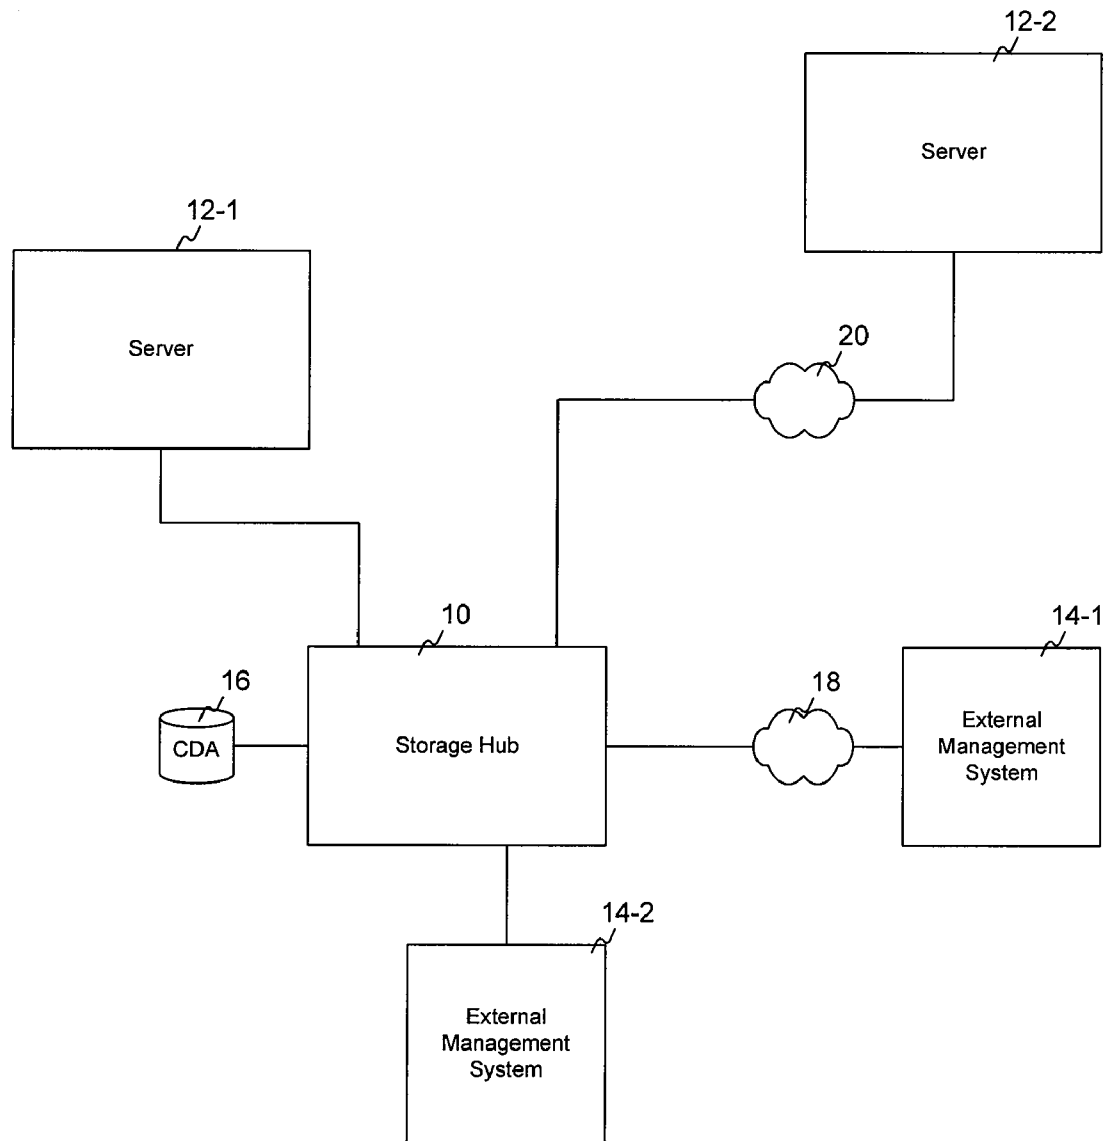 12-2
Server
12-1
Server
20
10
14-1
16
18
CDA
Storage Hub
External
Management
System
14-2
External
Management
System